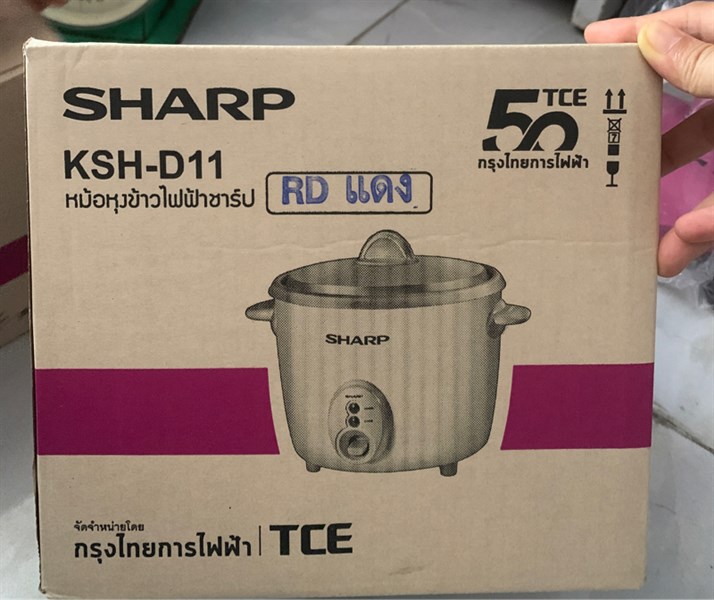 SHARP
50 TCE
กรุงไทยการไฟฟ้า
KSH-D11
หม้อหุงข้าวไฟฟ้าชาร์ป
RD แดง
SHARP
SHARP
จัดจำหน่ายโดย
กรุงไทยการไฟฟ้า | TCE